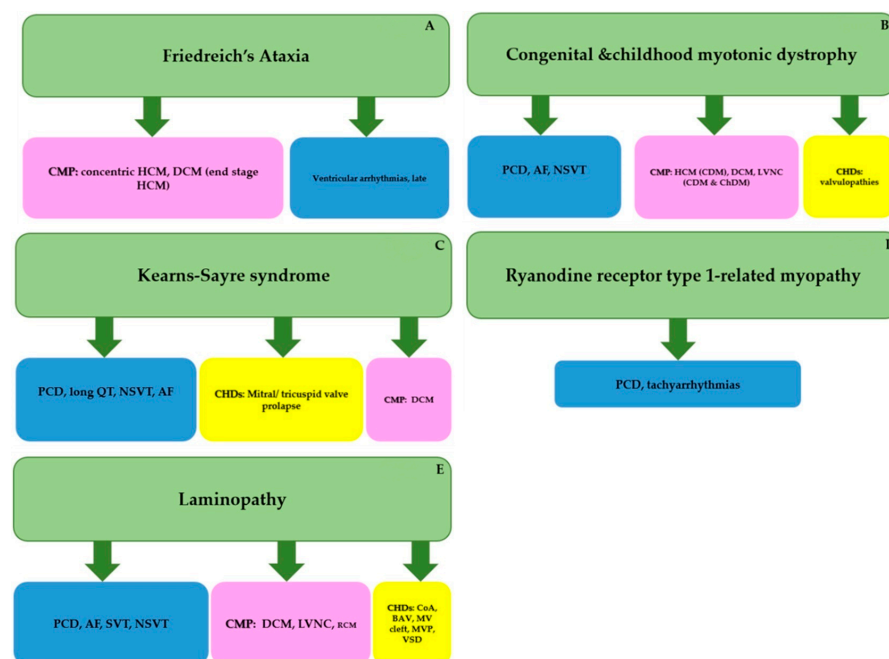 A
Friedreich's Ataxia
CMP: concentric HCM, DCM (end stage
HCM)
Ventricular arrhythmias, late
B
Congenital &childhood myotonic dystrophy
PCD, AF, NSVT
CMP: HCM (CDM), DCM, LVNC
(CDM & ChDM)
CHDs:
valvulopathies
C
Kearns-Sayre syndrome
PCD, long QT, NSVT, AF
CHDs: Mitral/ tricuspid valve
prolapse
CMP: DCM
Ryanodine receptor type 1-related myopathy
PCD, tachyarrhythmias
E
Laminopathy
PCD, AF, SVT, NSVT
CMP: DCM, LVNC, RCM
CHDs: CoA,
BAV, MV
cleft, MVP,
VSD